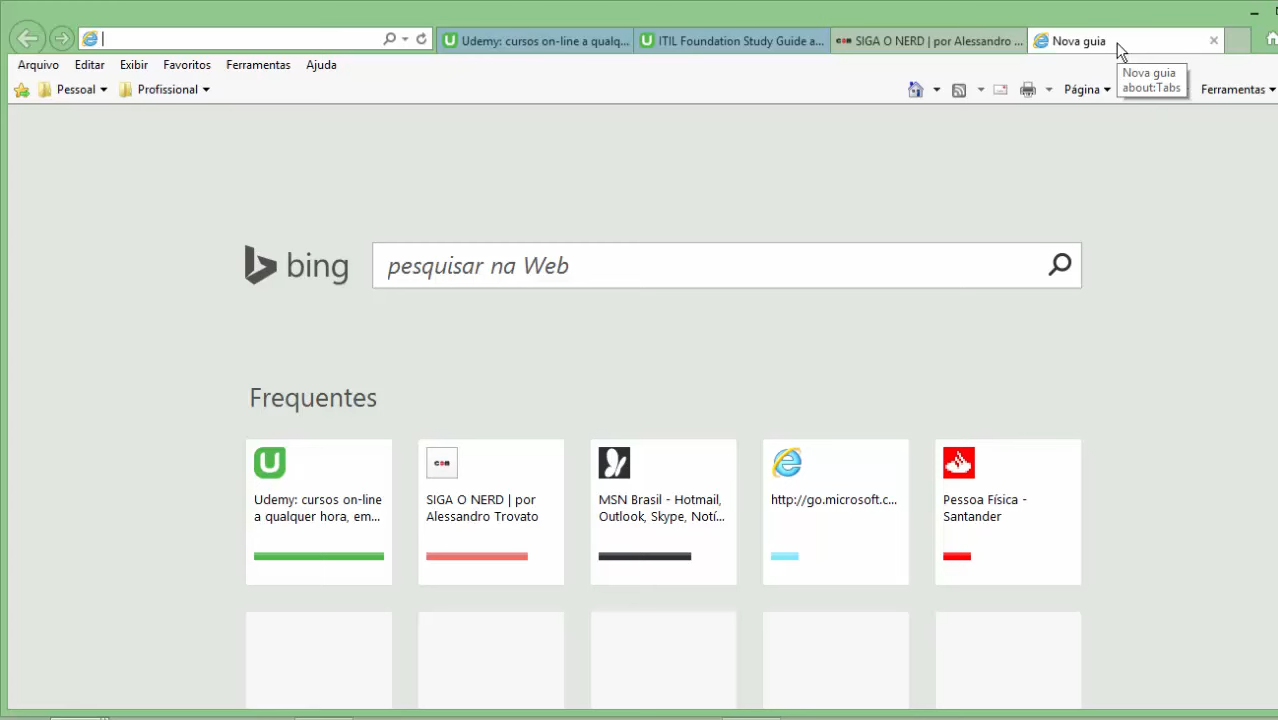 Udemy: cursos on-line a qualq...
ITIL Foundation Study Guide a...
SIGA O NERD | por Alessandro ...
Nova guia
Arquivo Editar Exibir Favoritos Ferramentas Ajuda
Nova guia
about:Tabs
Pessoal Profissional Página Ferramentas
bing pesquisar na Web
Frequentes
Udemy: cursos on-line
a qualquer hora, em...
SIGA O NERD | por
Alessandro Trovato
MSN Brasil - Hotmail,
Outlook, Skype, Notí...
http://go.microsoft.c...
Pessoa Física -
Santander